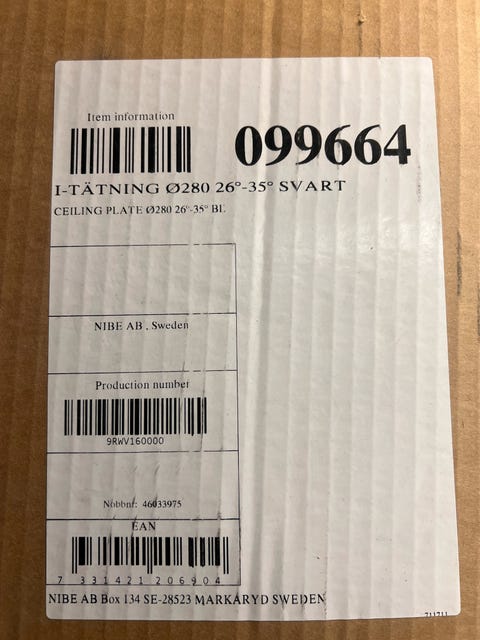 Item information
099664
I-TÄTNING Ø280 26°-35° SVART
CEILING PLATE Ø280 26°-35° BL
NIBE AB , Sweden
Production number
9RWV160000
Nobbnr: 46033975
EAN
7 331421 206904
NIBE AB Box 134 SE-28523 MARKARYD SWEDEN